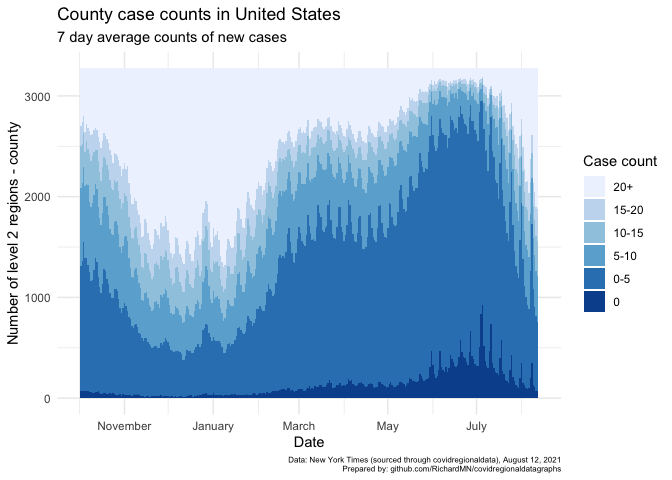 County case counts in United States
7 day average counts of new cases
Number of level 2 regions - county
3000
2000
1000
0
November
January
March
May
July
Date
Case count
20+
15-20
10-15
5-10
0-5
0
Data: New York Times (sourced through covidregionaldata), August 12, 2021
Prepared by: github.com/RichardMN/covidregionaldatagraphs